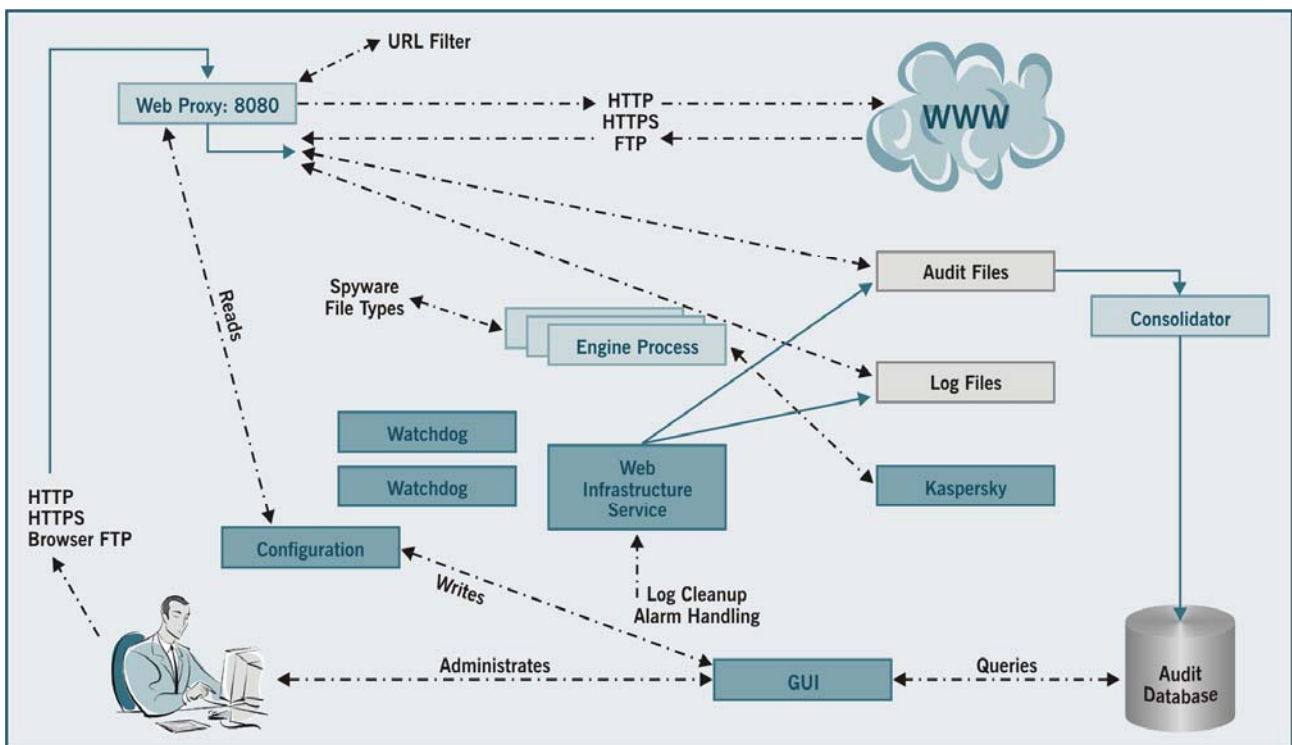 URL Filter
Web Proxy: 8080
HTTP
HTTPS
FTP
WWW
Audit Files
Consolidator
Reads
Spyware
File Types
Engine Process
Log Files
Watchdog
Watchdog
Web
Infrastructure
Service
Kaspersky
HTTP
HTTPS
Browser FTP
Configuration
Writes
Log Cleanup
Alarm Handling
Administrates
GUI
Queries
Audit
Database